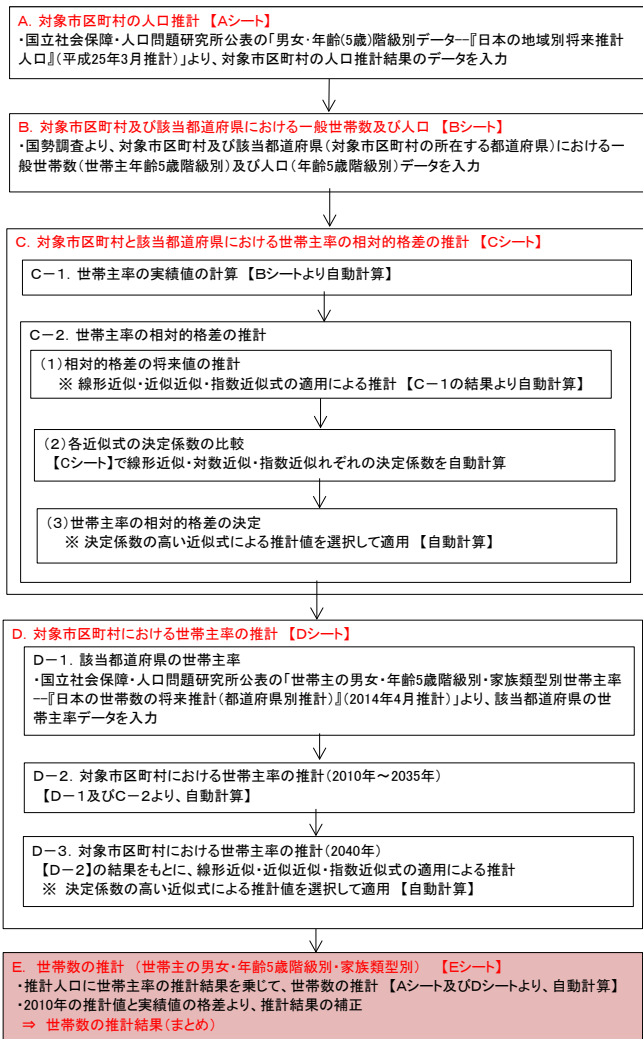 A. 対象市区町村の人口推計 【Aシート】
・国立社会保障・人口問題研究所公表の「男女・年齢(5歳)階級別データ--『日本の地域別将来推計
人口』(平成25年3月推計)」より、対象市区町村の人口推計結果のデータを入力
B. 対象市区町村及び該当都道府県における一般世帯数及び人口 【Bシート】
・国勢調査より、対象市区町村及び該当都道府県(対象市区町村の所在する都道府県)における一
般世帯数(世帯主年齢5歳階級別)及び人口(年齢5歳階級別)データを入力
C. 対象市区町村と該当都道府県における世帯主率の相対的格差の推計 【Cシート】
C-1. 世帯主率の実績値の計算 【Bシートより自動計算】
C-2. 世帯主率の相対的格差の推計
(1)相対的格差の将来値の推計
※ 線形近似・近似近似・指数近似式の適用による推計 【C-1の結果より自動計算】
(2)各近似式の決定係数の比較
【Cシート】で線形近似・対数近似・指数近似れぞれの決定係数を自動計算
(3)世帯主率の相対的格差の決定
※ 決定係数の高い近似式による推計値を選択して適用 【自動計算】
D. 対象市区町村における世帯主率の推計 【Dシート】
D-1. 該当都道府県の世帯主率
・国立社会保障・人口問題研究所公表の「世帯主の男女・年齢5歳階級別・家族類型別世帯主率
--『日本の世帯数の将来推計(都道府県別推計)』(2014年4月推計)」より、該当都道府県の世
帯主率データを入力
D-2. 対象市区町村における世帯主率の推計(2010年~2035年)
【D-1及びC-2より、自動計算】
D-3. 対象市区町村における世帯主率の推計(2040年)
【D-2】の結果をもとに、線形近似・近似近似・指数近似式の適用による推計
※ 決定係数の高い近似式による推計値を選択して適用 【自動計算】
E. 世帯数の推計 (世帯主の男女・年齢5歳階級別・家族類型別) 【Eシート】
・推計人口に世帯主率の推計結果を乗じて、世帯数の推計 【Aシート及びDシートより、自動計算】
・2010年の推計値と実績値の格差より、推計結果の補正
⇒ 世帯数の推計結果(まとめ)